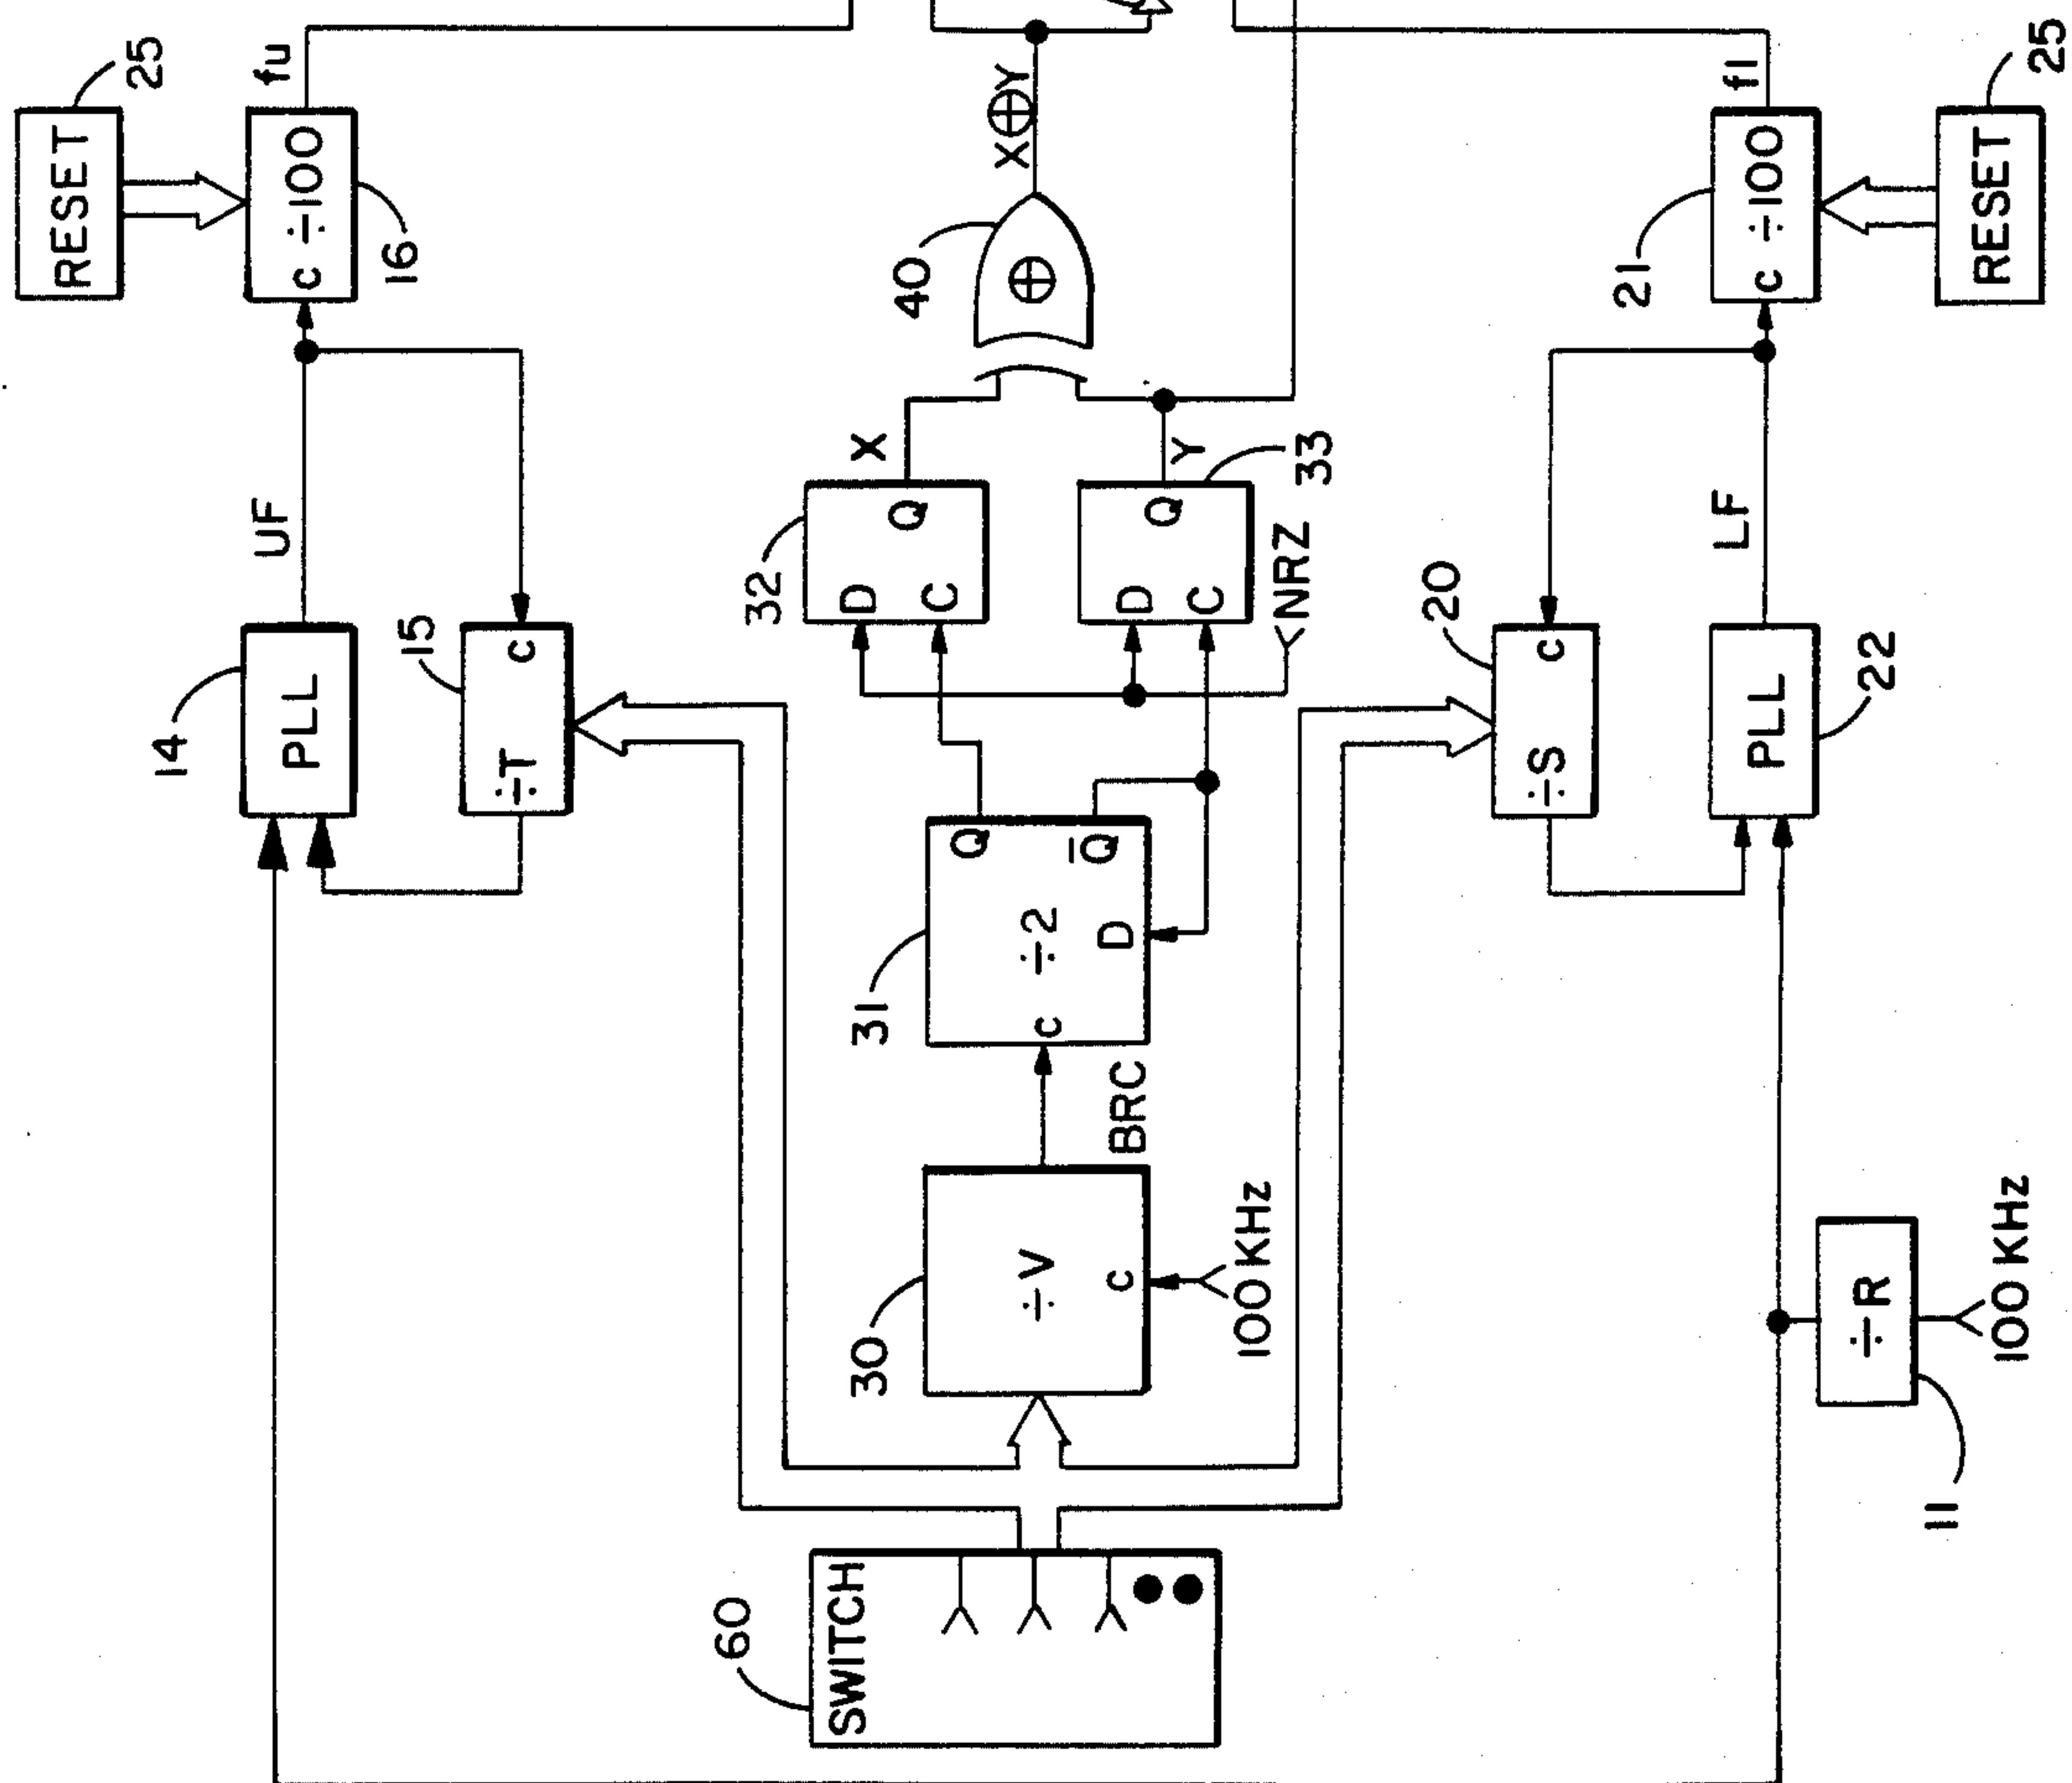 RESET
25
fu
c ÷100
16
UF
14
PLL
15
÷T
c
X⊕Y
40
⊕
X
Y
32
D
Q
C
33
D
Q
C
NRZ
31
c
÷2
Q
Q̅
D
BRC
30
÷V
c
100 KHz
60
SWITCH
fl
21
c ÷100
25
RESET
LF
20
÷S
c
PLL
22
÷R
100 KHz
11